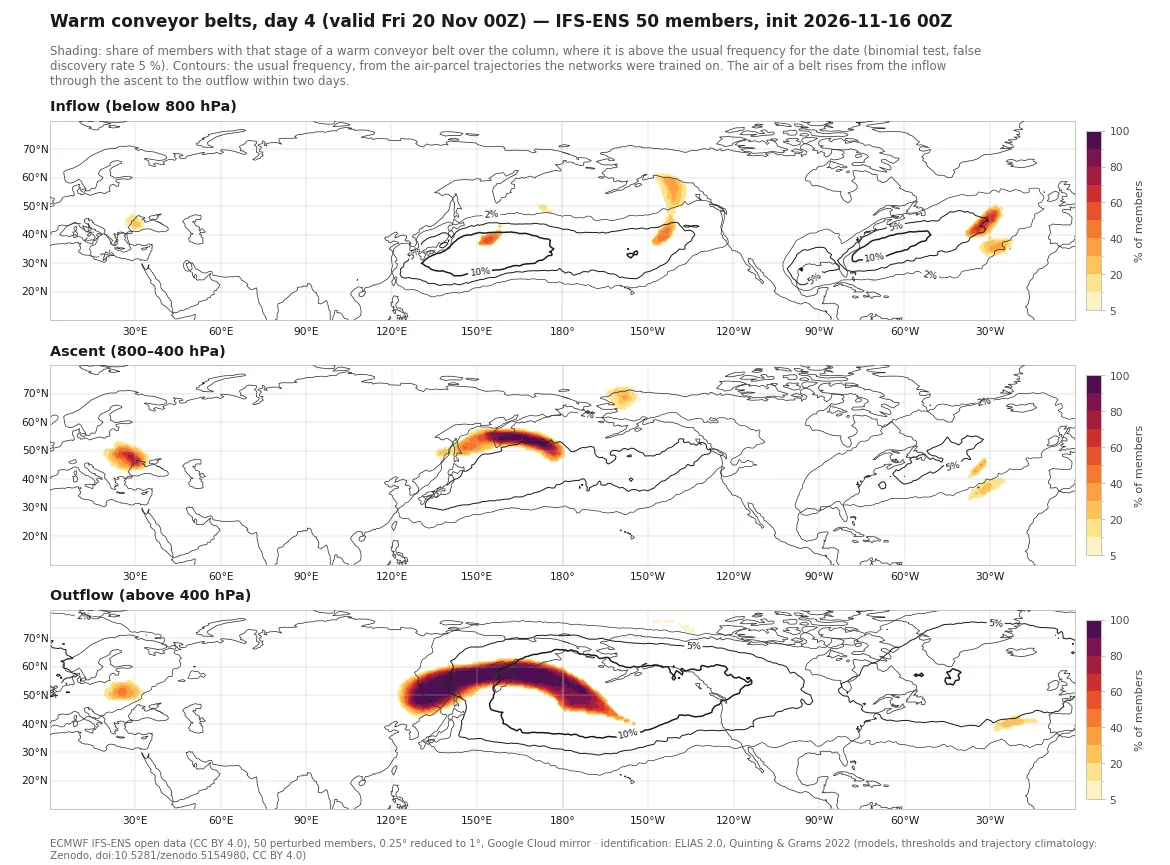 Warm conveyor belts, day 4 (valid Fri 20 Nov 00Z) — IFS-ENS 50 members, init 2026-11-16 00Z
Shading: share of members with that stage of a warm conveyor belt over the column, where it is above the usual frequency for the date (binomial test, false
discovery rate 5 %). Contours: the usual frequency, from the air-parcel trajectories the networks were trained on. The air of a belt rises from the inflow
through the ascent to the outflow within two days.
Inflow (below 800 hPa)
70°N
60°N
50°N
40°N
30°N
20°N
2%
2%
5%
10%
5%
10%
5%
2%
30°E 60°E 90°E 120°E 150°E 180° 150°W 120°W 90°W 60°W 30°W
100
80
60
40
20
5
% of members
Ascent (800–400 hPa)
70°N
60°N
50°N
40°N
30°N
20°N
2%
2%
5%
30°E 60°E 90°E 120°E 150°E 180° 150°W 120°W 90°W 60°W 30°W
100
80
60
40
20
5
% of members
Outflow (above 400 hPa)
70°N
60°N
50°N
40°N
30°N
20°N
2%
5%
5%
10%
30°E 60°E 90°E 120°E 150°E 180° 150°W 120°W 90°W 60°W 30°W
100
80
60
40
20
5
% of members
ECMWF IFS-ENS open data (CC BY 4.0), 50 perturbed members, 0.25° reduced to 1°, Google Cloud mirror · identification: ELIAS 2.0, Quinting & Grams 2022 (models, thresholds and trajectory climatology:
Zenodo, doi:10.5281/zenodo.5154980, CC BY 4.0)